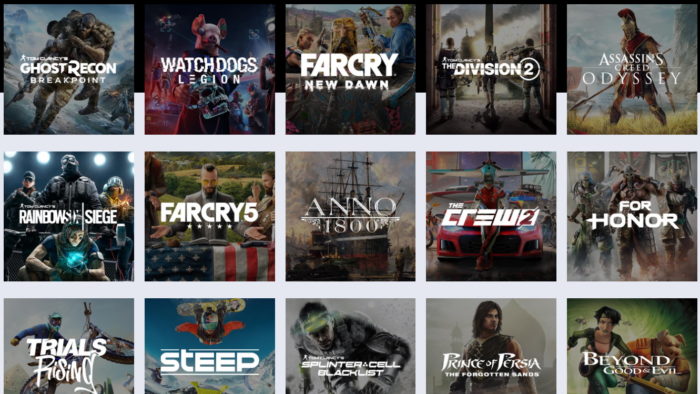 TOM CLANCY'S
GHOST RECON
BREAKPOINT
WATCH DOGS
LEGION
FARCRY
NEW DAWN
TOM CLANCY'S
THE DIVISION 2
ASSASSIN'S
CREED
ODYSSEY
TOM CLANCY'S
RAINBOW SIX SIEGE
FARCRY 5
ANNO
1800
THE
CREW 2
FOR
HONOR
TRIALS
RISING
STEEP
TOM CLANCY'S
SPLINTER CELL
BLACKLIST
PRINCE OF PERSIA
THE FORGOTTEN SANDS
BEYOND
GOOD & EVIL